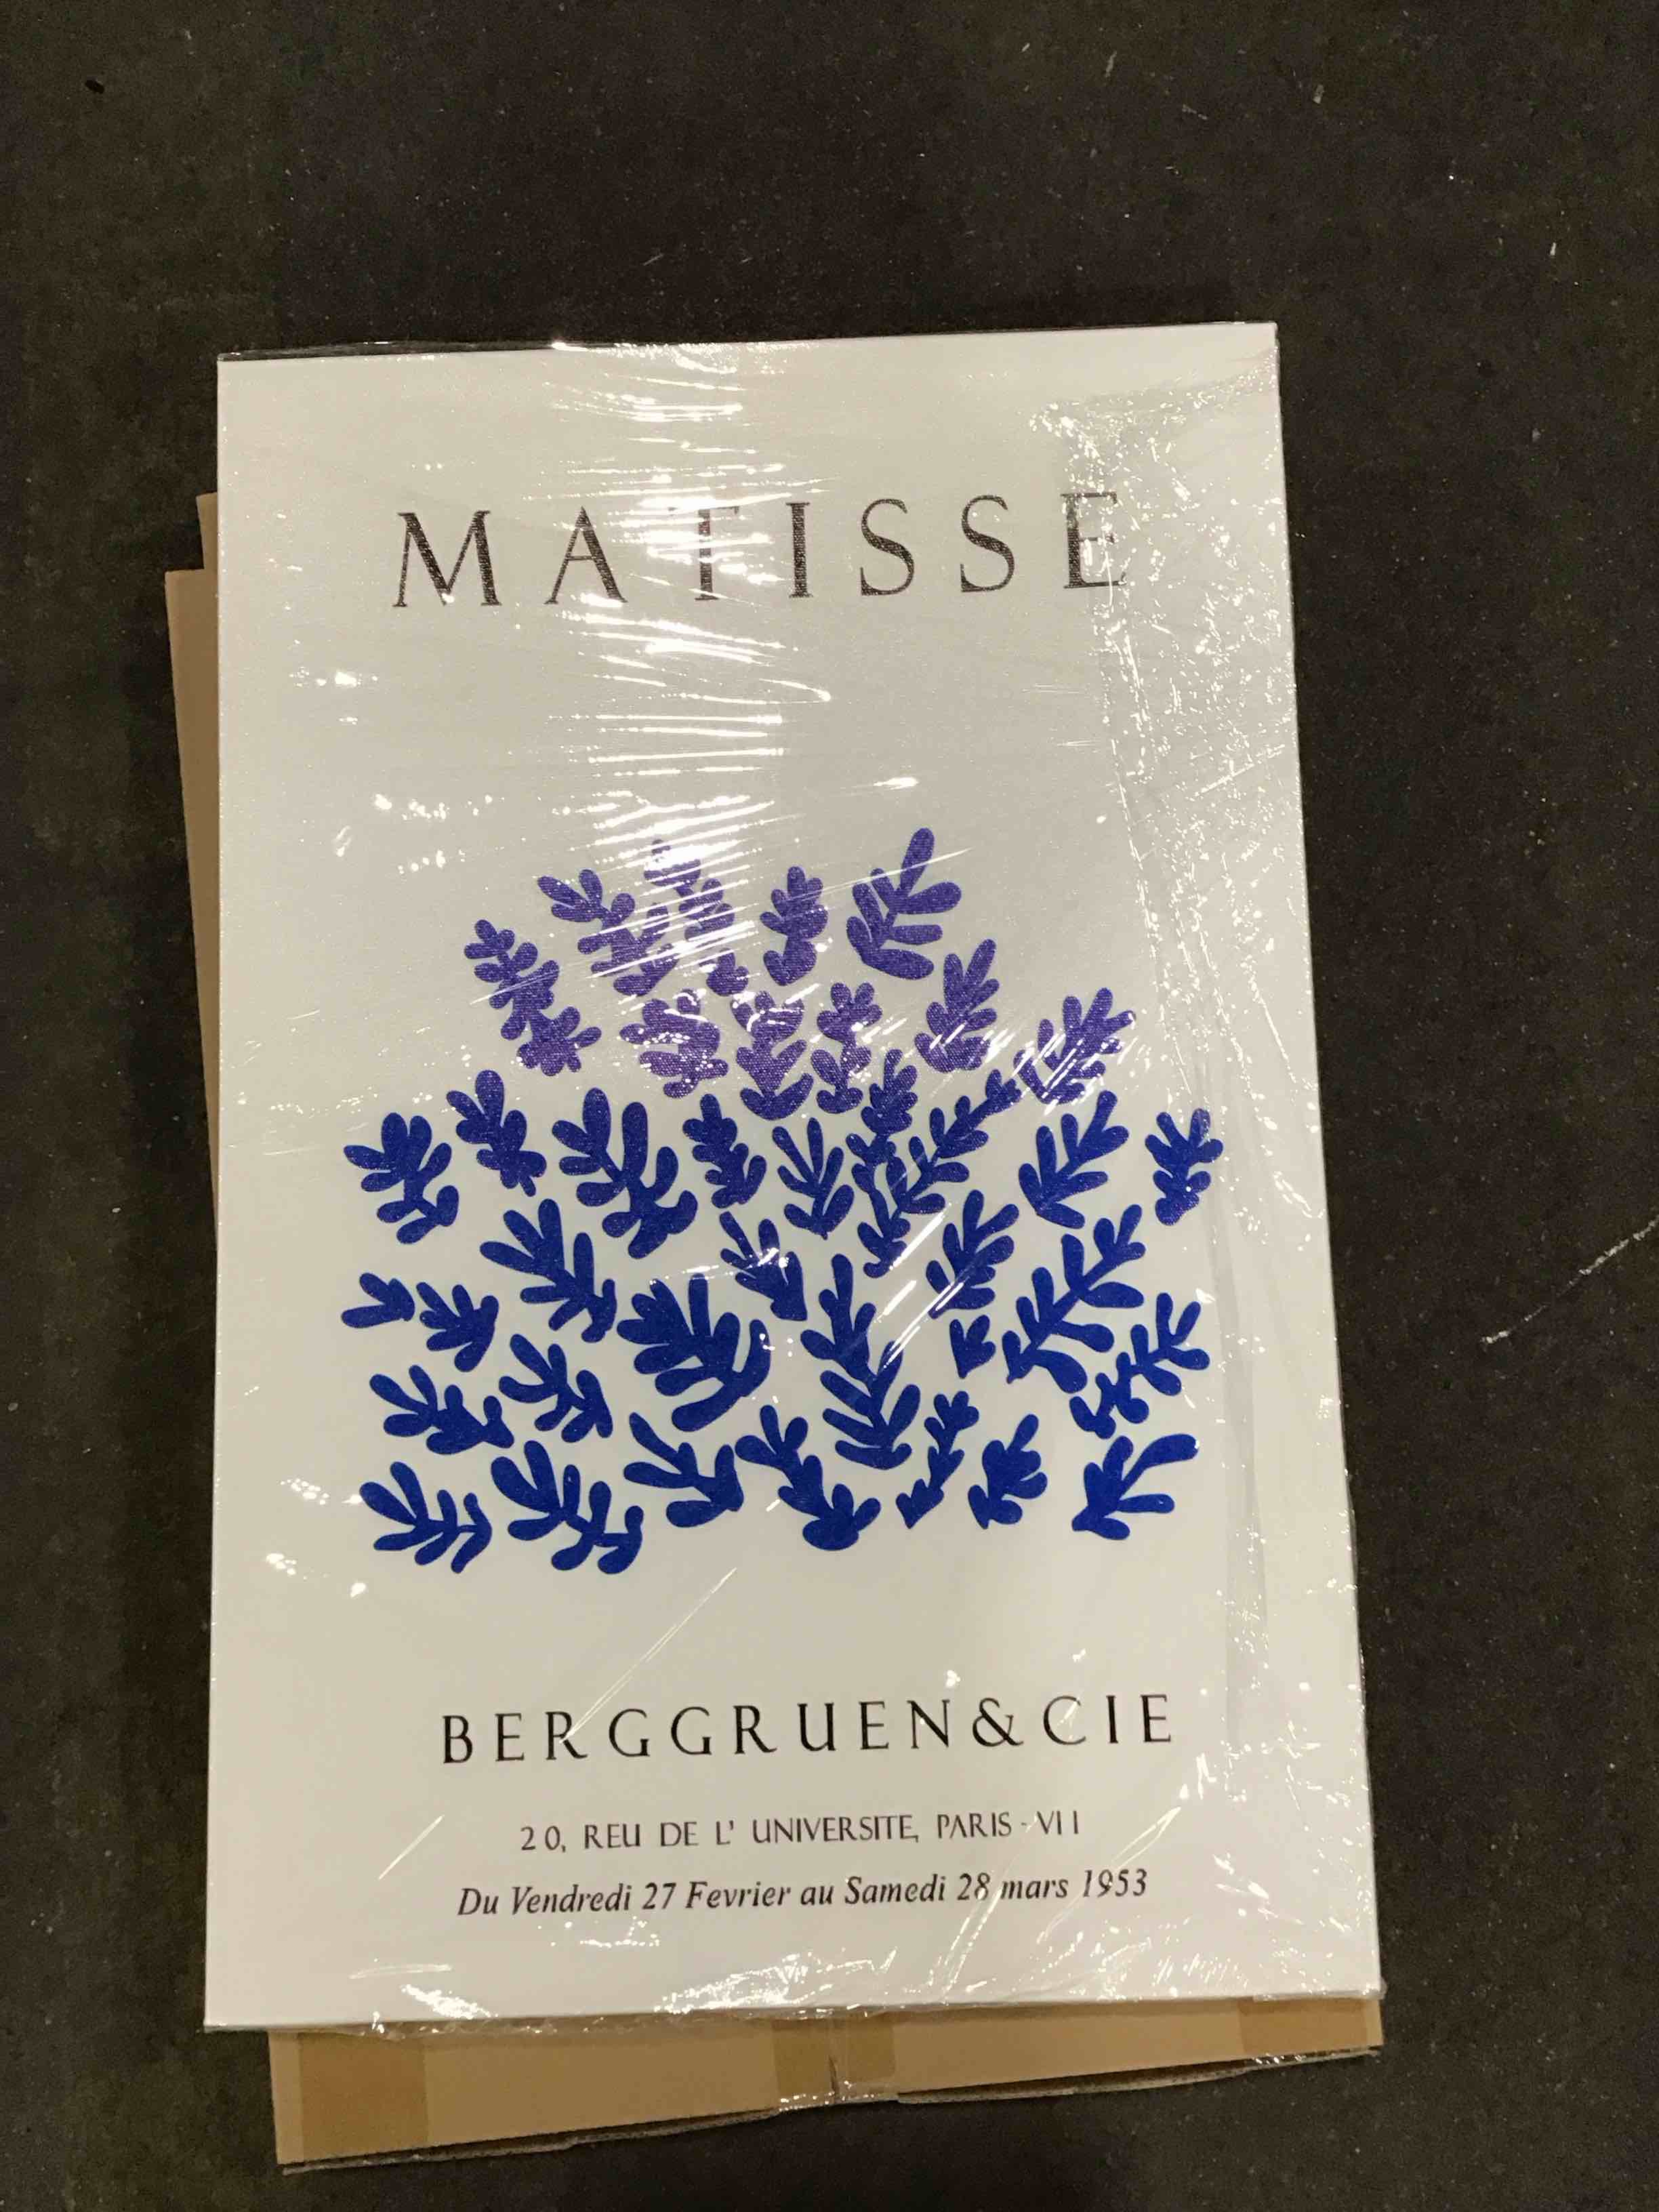 MATISSE
BERGGRUEN&CIE
20, REU DE L' UNIVERSITE, PARIS - VII
Du Vendredi 27 Fevrier au Samedi 28 mars 1953